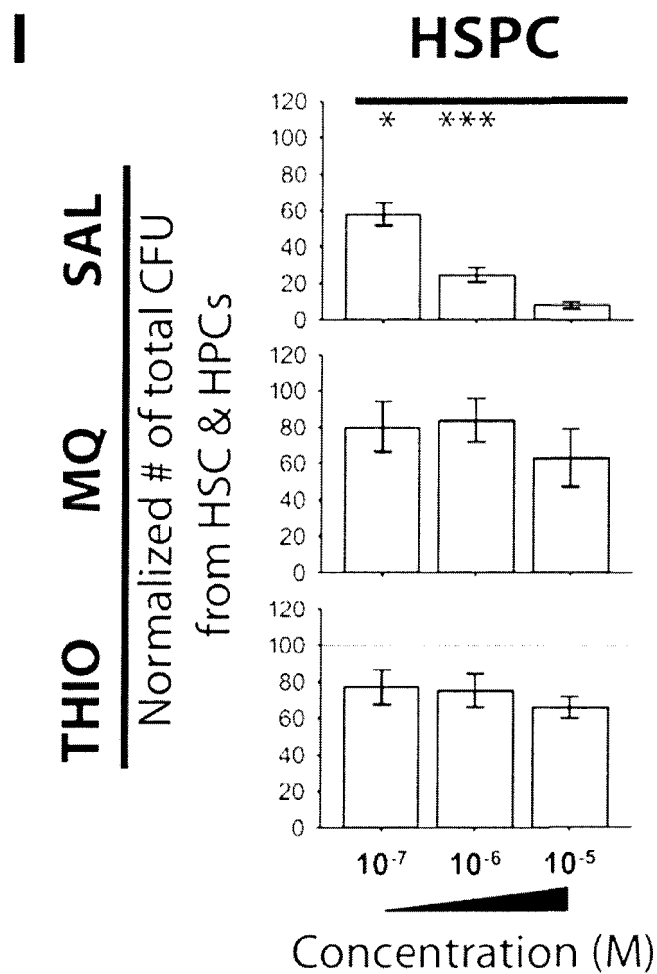 I
HSPC
SAL
MQ
THIO
Normalized # of total CFU
from HSC & HPCs
120
100
80
60
40
20
0
* ***
120
100
80
60
40
20
0
120
100
80
60
40
20
0
10⁻⁷ 10⁻⁶ 10⁻⁵
Concentration (M)